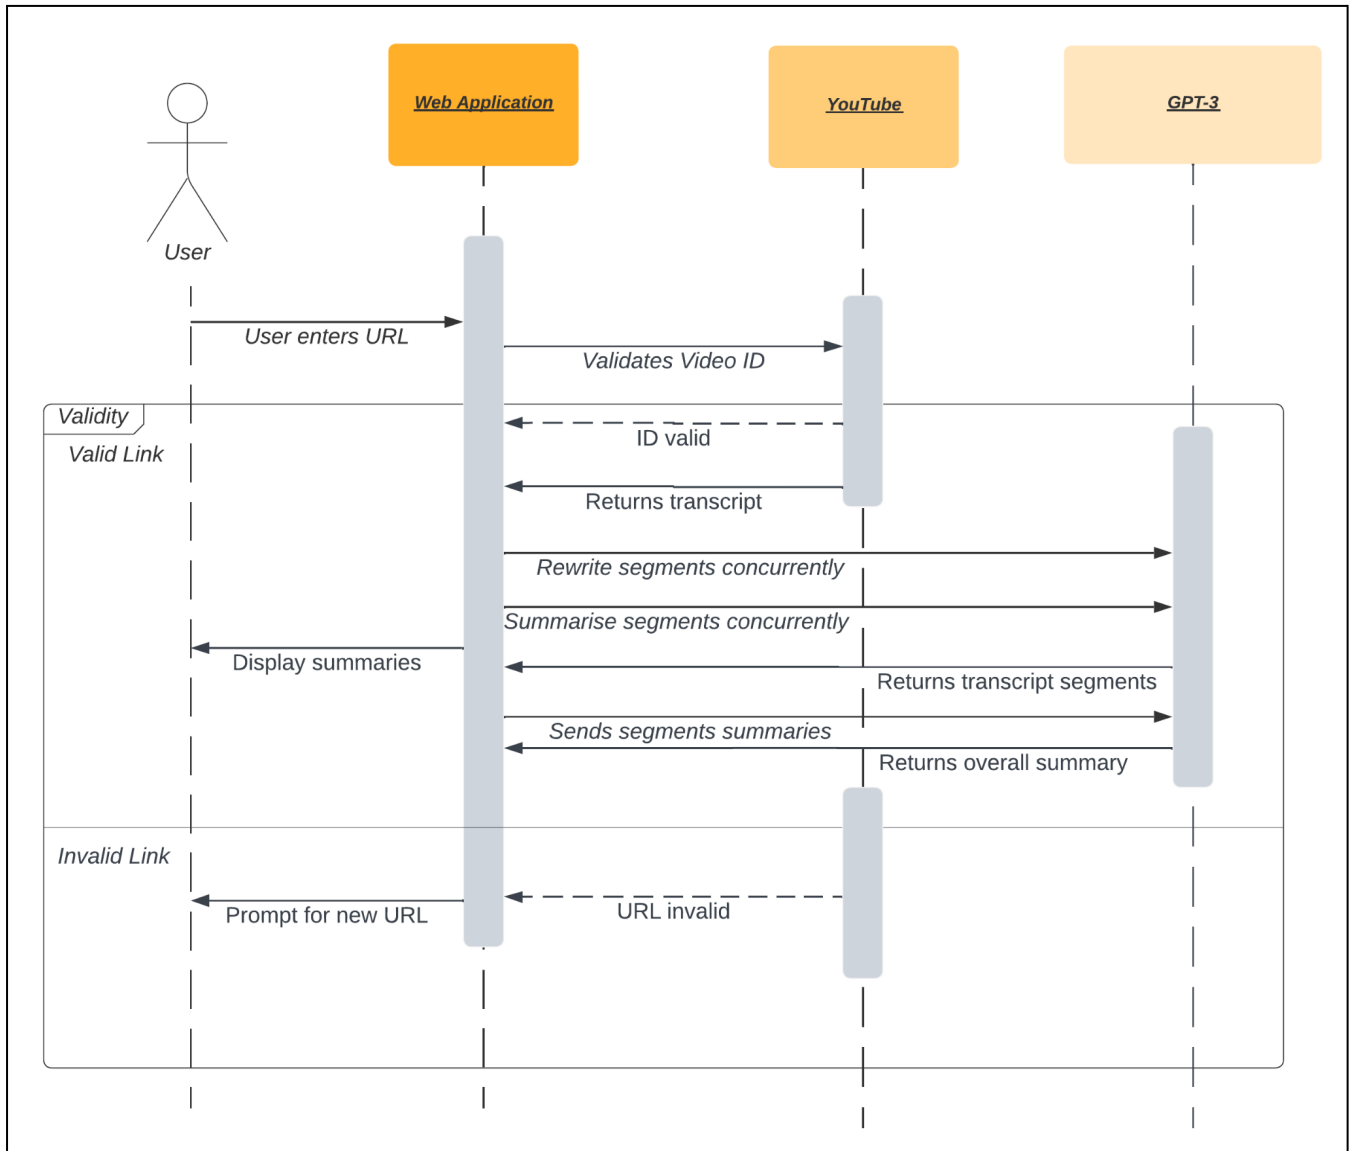 Web Application
YouTube
GPT-3
User
User enters URL
Validates Video ID
Validity
Valid Link
ID valid
Returns transcript
Rewrite segments concurrently
Summarise segments concurrently
Display summaries
Returns transcript segments
Sends segments summaries
Returns overall summary
Invalid Link
Prompt for new URL
URL invalid